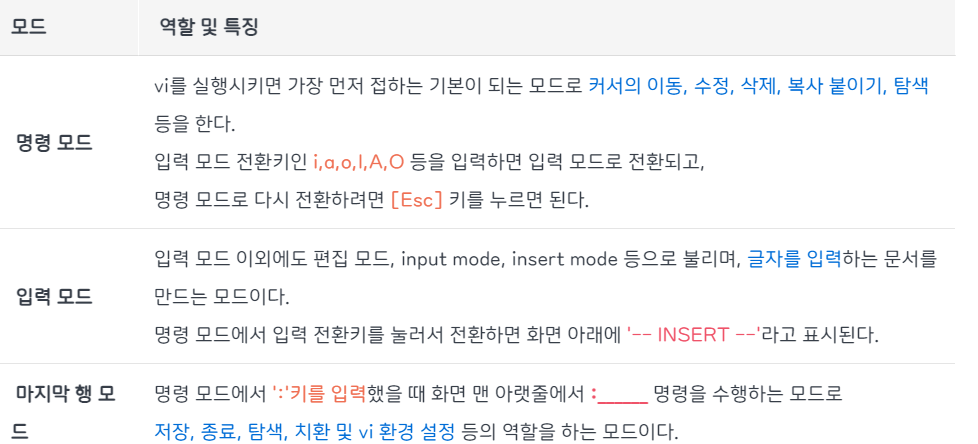 모드 역할 및 특징
vi를 실행시키면 가장 먼저 접하는 기본이 되는 모드로 커서의 이동, 수정, 삭제, 복사 붙이기, 탐색
등을 한다.
명령 모드
입력 모드 전환키인 i,a,o,I,A,O 등을 입력하면 입력 모드로 전환되고,
명령 모드로 다시 전환하려면 [Esc] 키를 누르면 된다.
입력 모드 이외에도 편집 모드, input mode, insert mode 등으로 불리며, 글자를 입력하는 문서를
입력 모드
만드는 모드이다.
명령 모드에서 입력 전환키를 눌러서 전환하면 화면 아래에 '-- INSERT --'라고 표시된다.
마지막 행 모
드
명령 모드에서 ':'키를 입력했을 때 화면 맨 아랫줄에서 :______ 명령을 수행하는 모드로
저장, 종료, 탐색, 치환 및 vi 환경 설정 등의 역할을 하는 모드이다.